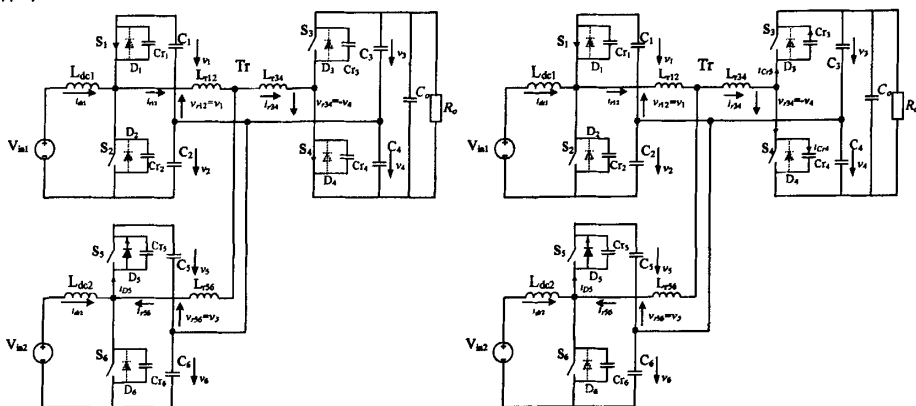 S1
Cr1
C1
D1
v1
Ldc1
idc1
Lr12
ir12
vr12=v1
Tr
Lr34
ir34
S3
Cr3
D3
C3
v3
vr34=-v4
Co
Ro
Vin1
S2
D2
Cr2
C2
v2
S4
Cr4
D4
C4
v4
S5
Cr5
D5
C5
v5
iD5
Ldc2
idc2
Lr56
ir56
vr56=v5
Vin2
S6
Cr6
D6
C6
v6
S1
Cr1
C1
D1
v1
Ldc1
idc1
Lr12
ir12
vr12=v1
Tr
Lr34
ir34
S3
Cr3
iCr3
D3
C3
v3
vr34=-v4
Co
Vin1
S2
D2
Cr2
C2
v2
S4
iCr4
Cr4
D4
C4
v4
S5
Cr5
D5
C5
v5
iD5
Ldc2
idc2
Lr56
ir56
vr56=v5
Vin2
S6
Cr6
D6
C6
v6